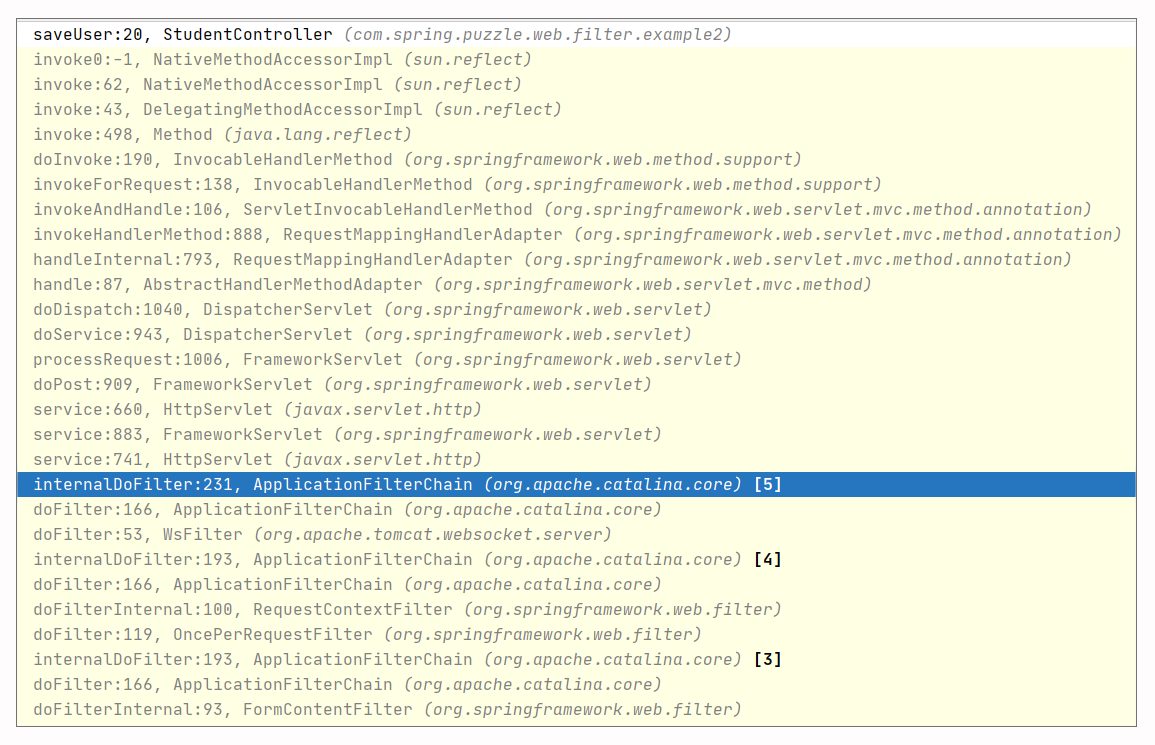 saveUser:20, StudentController (com.spring.puzzle.web.filter.example2)
invoke0:-1, NativeMethodAccessorImpl (sun.reflect)
invoke:62, NativeMethodAccessorImpl (sun.reflect)
invoke:43, DelegatingMethodAccessorImpl (sun.reflect)
invoke:498, Method (java.lang.reflect)
doInvoke:190, InvocableHandlerMethod (org.springframework.web.method.support)
invokeForRequest:138, InvocableHandlerMethod (org.springframework.web.method.support)
invokeAndHandle:106, ServletInvocableHandlerMethod (org.springframework.web.servlet.mvc.method.annotation)
invokeHandlerMethod:888, RequestMappingHandlerAdapter (org.springframework.web.servlet.mvc.method.annotation)
handleInternal:793, RequestMappingHandlerAdapter (org.springframework.web.servlet.mvc.method.annotation)
handle:87, AbstractHandlerMethodAdapter (org.springframework.web.servlet.mvc.method)
doDispatch:1040, DispatcherServlet (org.springframework.web.servlet)
doService:943, DispatcherServlet (org.springframework.web.servlet)
processRequest:1006, FrameworkServlet (org.springframework.web.servlet)
doPost:909, FrameworkServlet (org.springframework.web.servlet)
service:660, HttpServlet (javax.servlet.http)
service:883, FrameworkServlet (org.springframework.web.servlet)
service:741, HttpServlet (javax.servlet.http)
internalDoFilter:231, ApplicationFilterChain (org.apache.catalina.core) [5]
doFilter:166, ApplicationFilterChain (org.apache.catalina.core)
doFilter:53, WsFilter (org.apache.tomcat.websocket.server)
internalDoFilter:193, ApplicationFilterChain (org.apache.catalina.core) [4]
doFilter:166, ApplicationFilterChain (org.apache.catalina.core)
doFilterInternal:100, RequestContextFilter (org.springframework.web.filter)
doFilter:119, OncePerRequestFilter (org.springframework.web.filter)
internalDoFilter:193, ApplicationFilterChain (org.apache.catalina.core) [3]
doFilter:166, ApplicationFilterChain (org.apache.catalina.core)
doFilterInternal:93, FormContentFilter (org.springframework.web.filter)